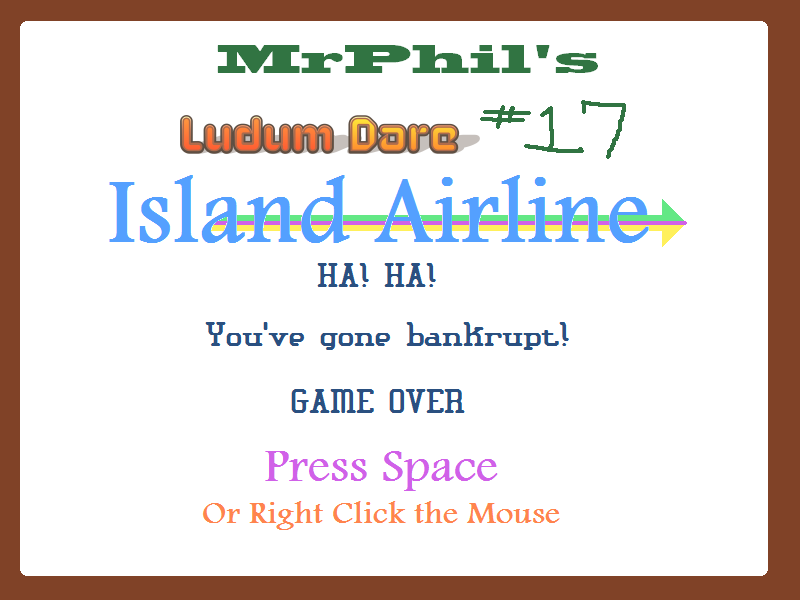 MrPhil's
Ludum Dare #17
Island Airline
HA! HA!
You've gone bankrupt!
GAME OVER
Press Space
Or Right Click the Mouse